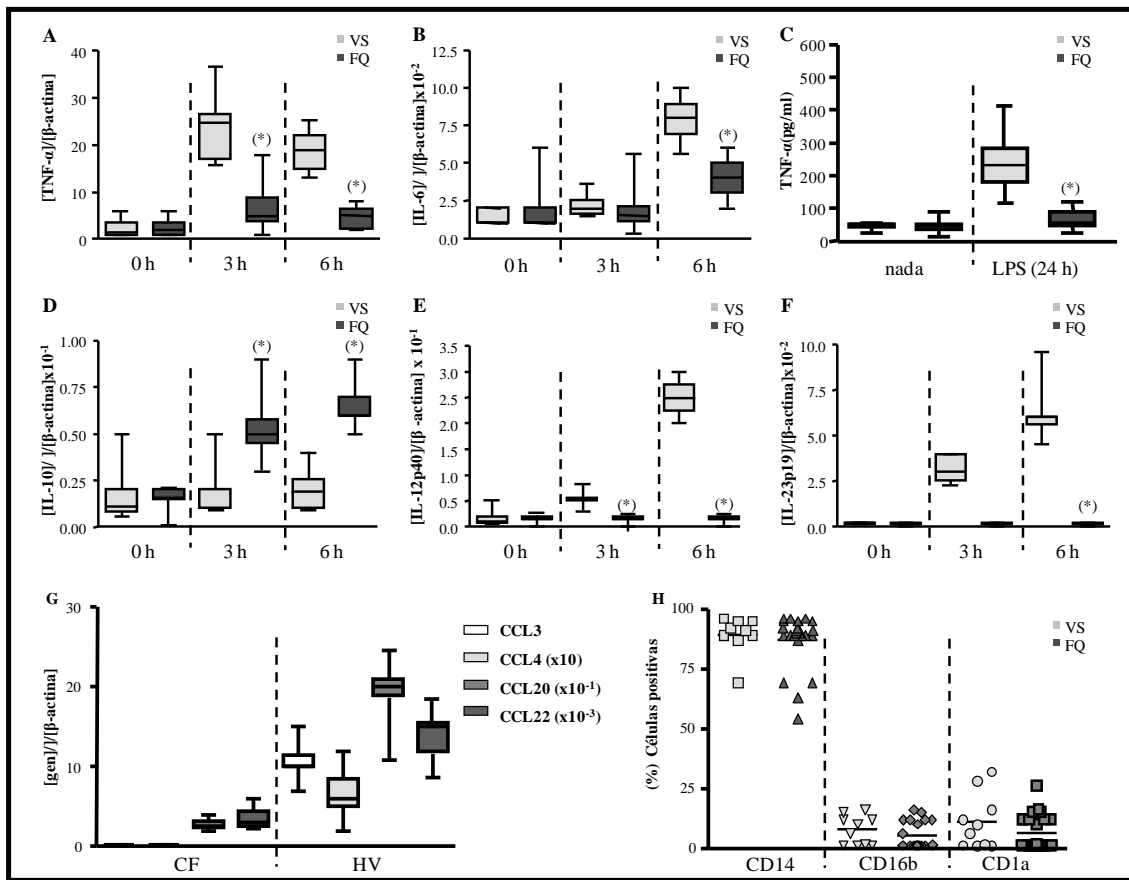 A
VS
FQ
[TNF-α]/[β-actina]
40
30
20
10
0
0 h
3 h
6 h
(*)
(*)
B
VS
FQ
[IL-6]/ ]/[β-actina]x10-2
12.5
10.0
7.5
5.0
2.5
0.0
0 h
3 h
6 h
(*)
C
VS
FQ
TNF-α(pg/ml)
600
500
400
300
200
100
0
nada
LPS (24 h)
(*)
D
VS
FQ
[IL-10]/ ]/[β-actina]x10-1
1.00
0.75
0.50
0.25
0.00
0 h
3 h
6 h
(*)
(*)
E
VS
FQ
[IL-12p40]/[β -actina] x 10-1
5.0
4.5
4.0
3.5
3.0
2.5
2.0
1.5
1.0
0.5
0.0
0 h
3 h
6 h
(*)
(*)
F
VS
FQ
[IL-23p19]/[β-actina]x10-2
10.0
7.5
5.0
2.5
0.0
0 h
3 h
6 h
(*)
G
[gen]/]/[β-actina]
30
20
10
0
CF
HV
CCL3
CCL4 (x10)
CCL20 (x10-1)
CCL22 (x10-3)
H
VS
FQ
(%) Células positivas
100
75
50
25
0
CD14
CD16b
CD1a